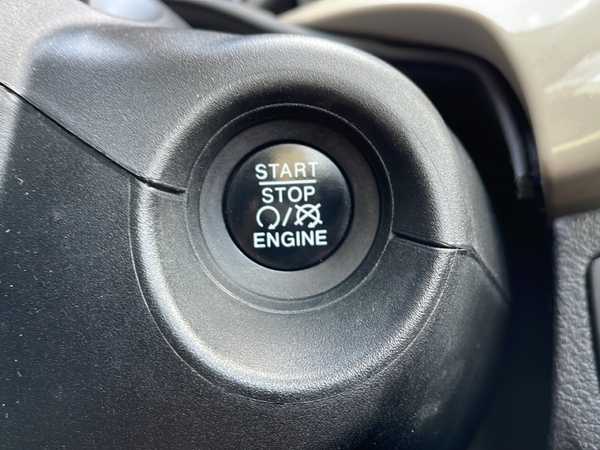 START
STOP
/
ENGINE